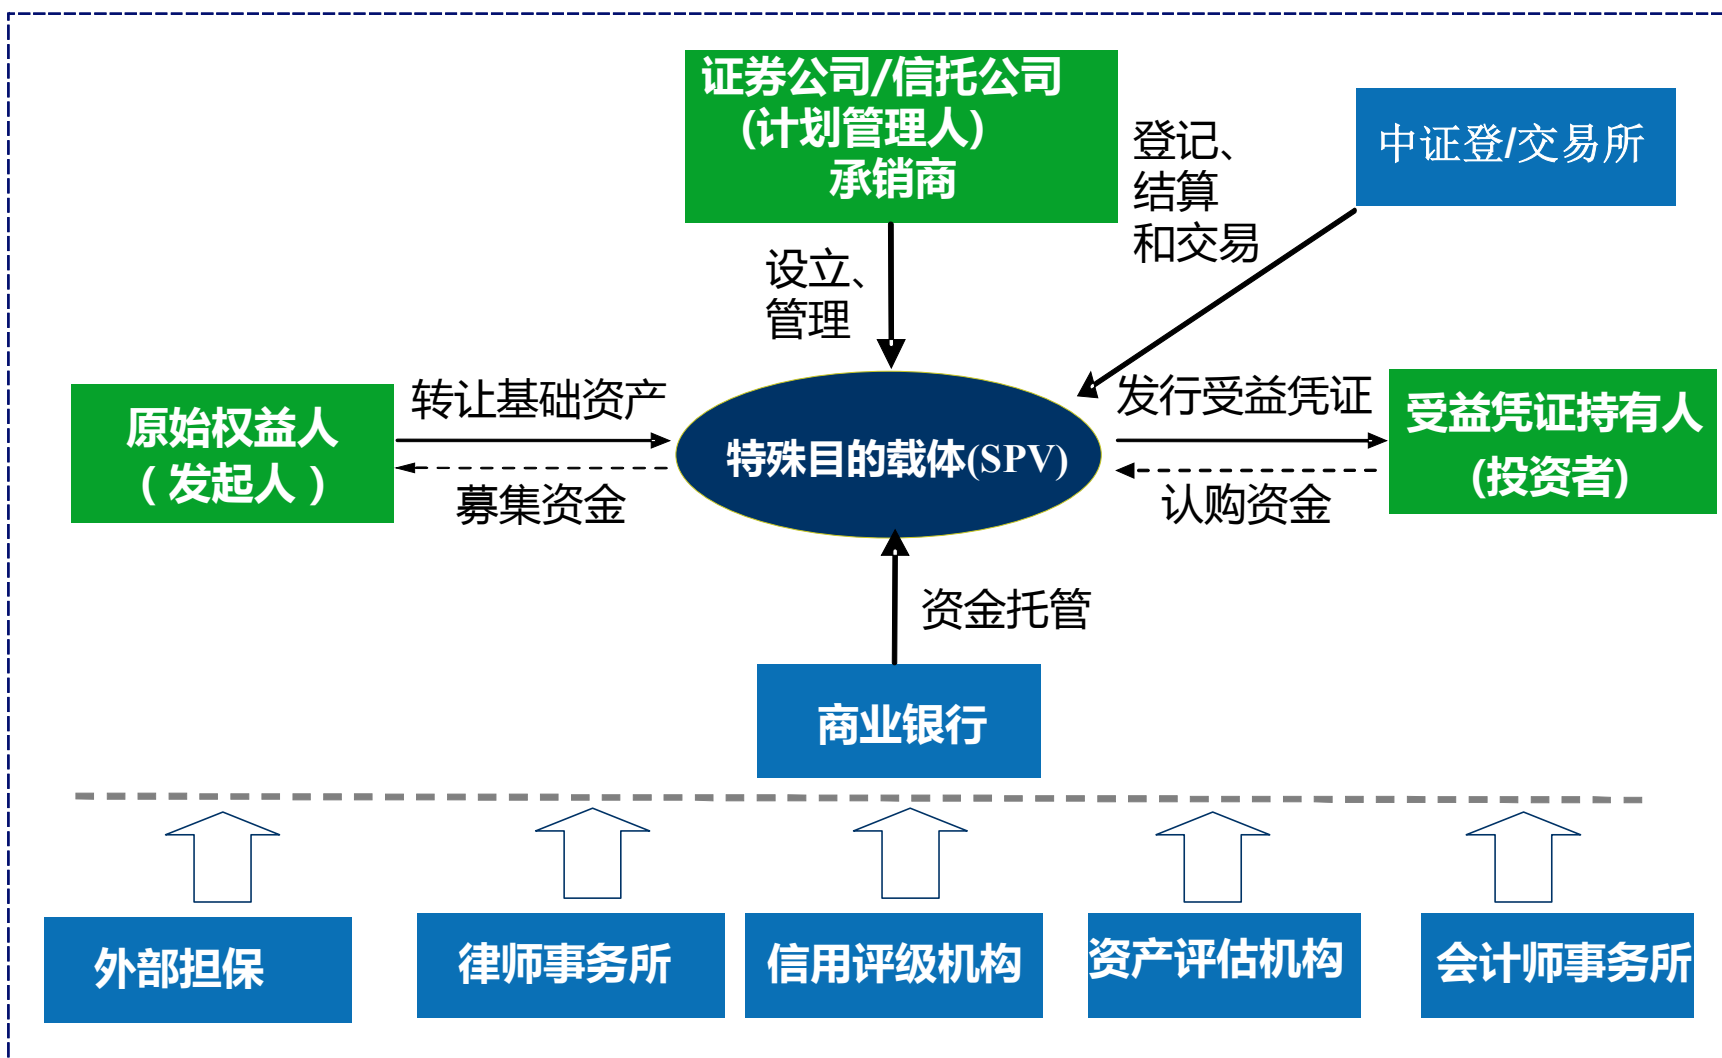 证券公司/信托公司
(计划管理人)
承销商
登记、
结算
和交易
中证登/交易所
设立、
管理
转让基础资产
发行受益凭证
原始权益人
(发起人)
特殊目的载体(SPV)
受益凭证持有人
(投资者)
募集资金
认购资金
资金托管
商业银行
外部担保
律师事务所
信用评级机构
资产评估机构
会计师事务所